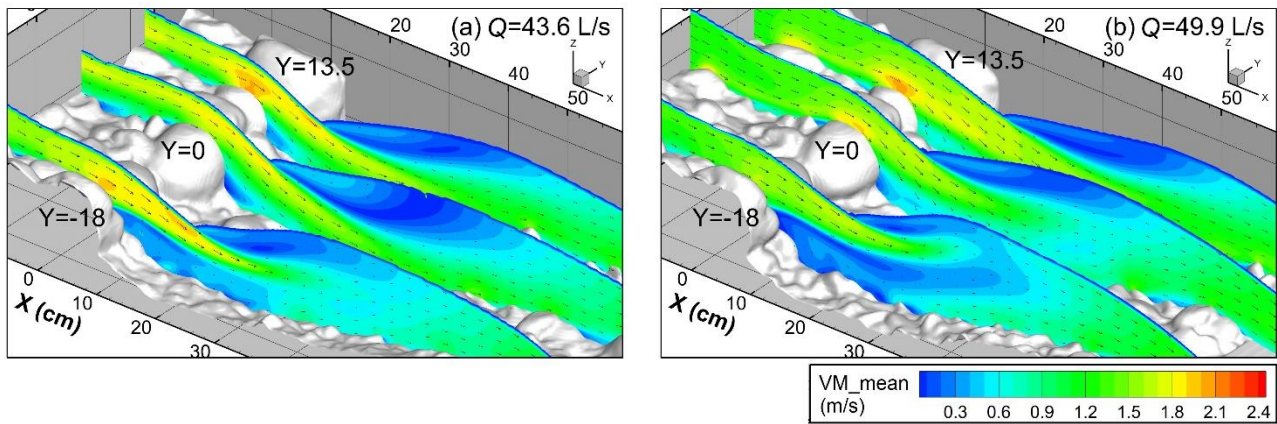 (a) Q=43.6 L/s
20
30
40
50
z
Y
X
Y=13.5
Y=0
Y=-18
0
10
20
30
X (cm)
(b) Q=49.9 L/s
20
30
40
50
z
Y
X
Y=13.5
Y=0
Y=-18
0
10
20
30
X (cm)
VM_mean
(m/s)
0.3 0.6 0.9 1.2 1.5 1.8 2.1 2.4